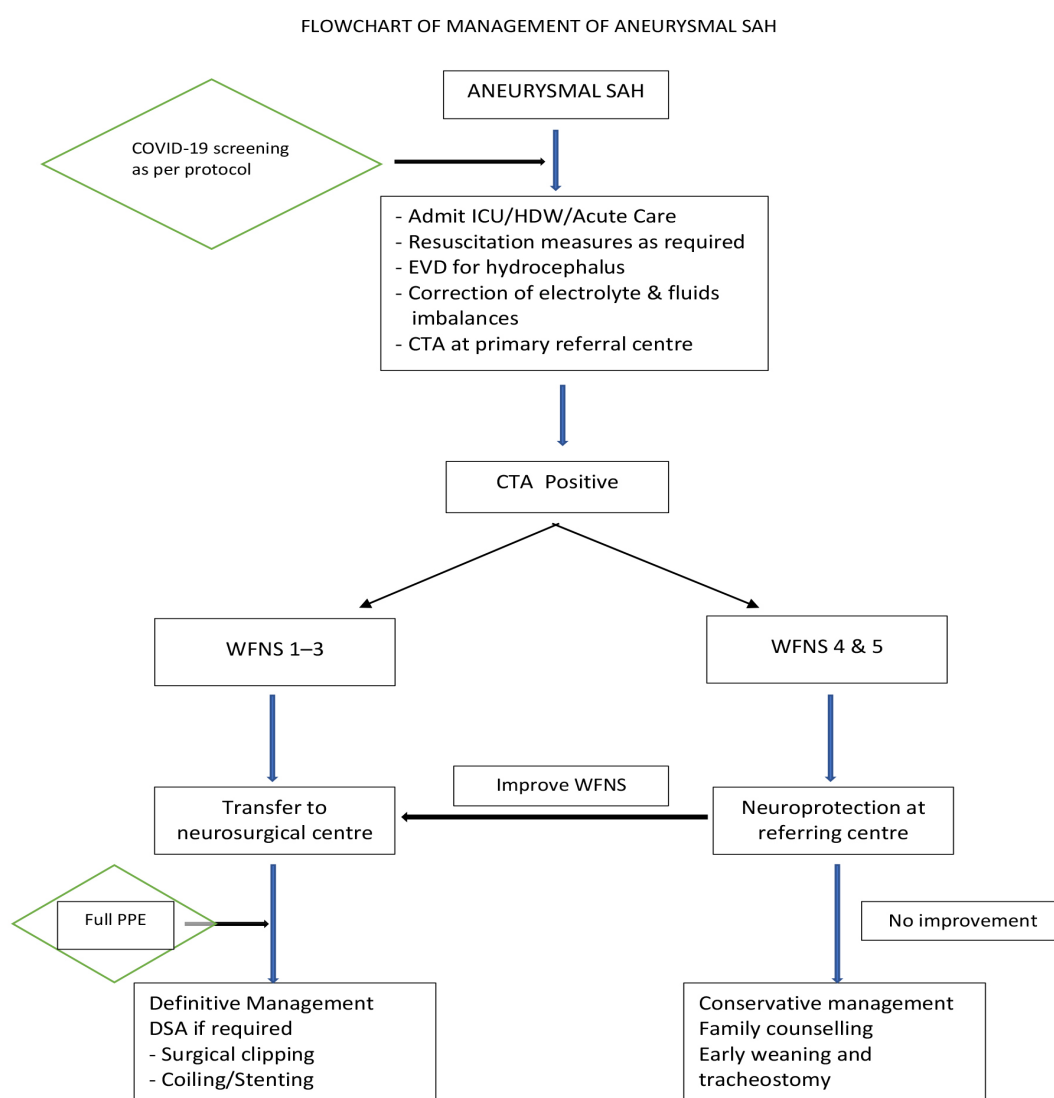 FLOWCHART OF MANAGEMENT OF ANEURYSMAL SAH
ANEURYSMAL SAH
COVID-19 screening
as per protocol
- Admit ICU/HDW/Acute Care
- Resuscitation measures as required
- EVD for hydrocephalus
- Correction of electrolyte & fluids
imbalances
- CTA at primary referral centre
CTA Positive
WFNS 1–3
WFNS 4 & 5
Improve WFNS
Transfer to
neurosurgical centre
Neuroprotection at
referring centre
Full PPE
No improvement
Definitive Management
DSA if required
- Surgical clipping
- Coiling/Stenting
Conservative management
Family counselling
Early weaning and
tracheostomy